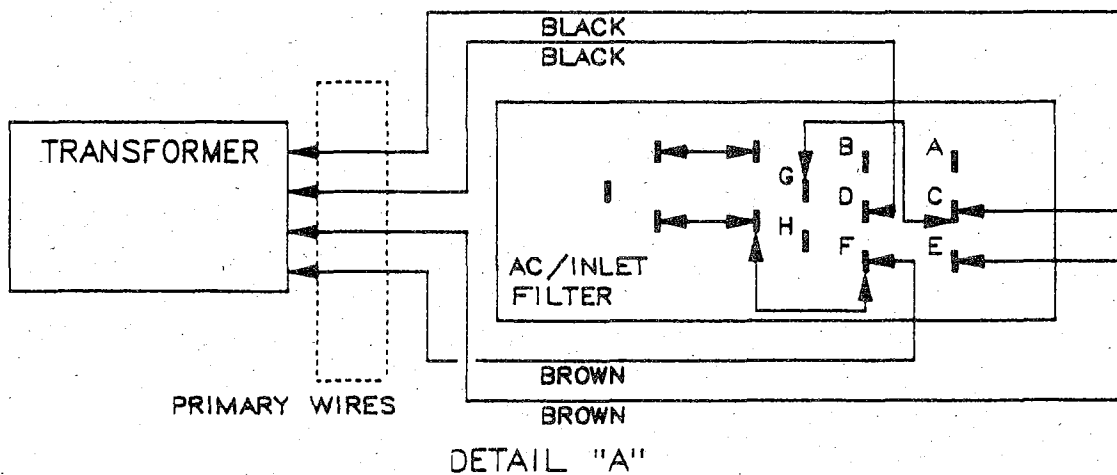 BLACK
BLACK
TRANSFORMER
B
A
G
D
C
H
F
E
AC/INLET
FILTER
BROWN
PRIMARY WIRES
BROWN
DETAIL "A"